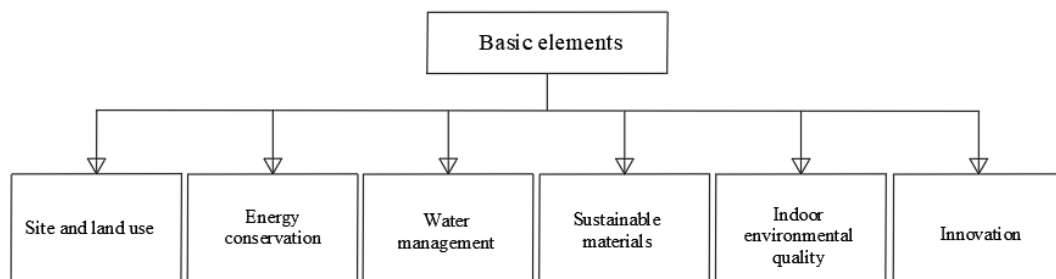 Basic elements
Site and land use
Energy
conservation
Water
management
Sustainable
materials
Indoor
environmental
quality
Innovation